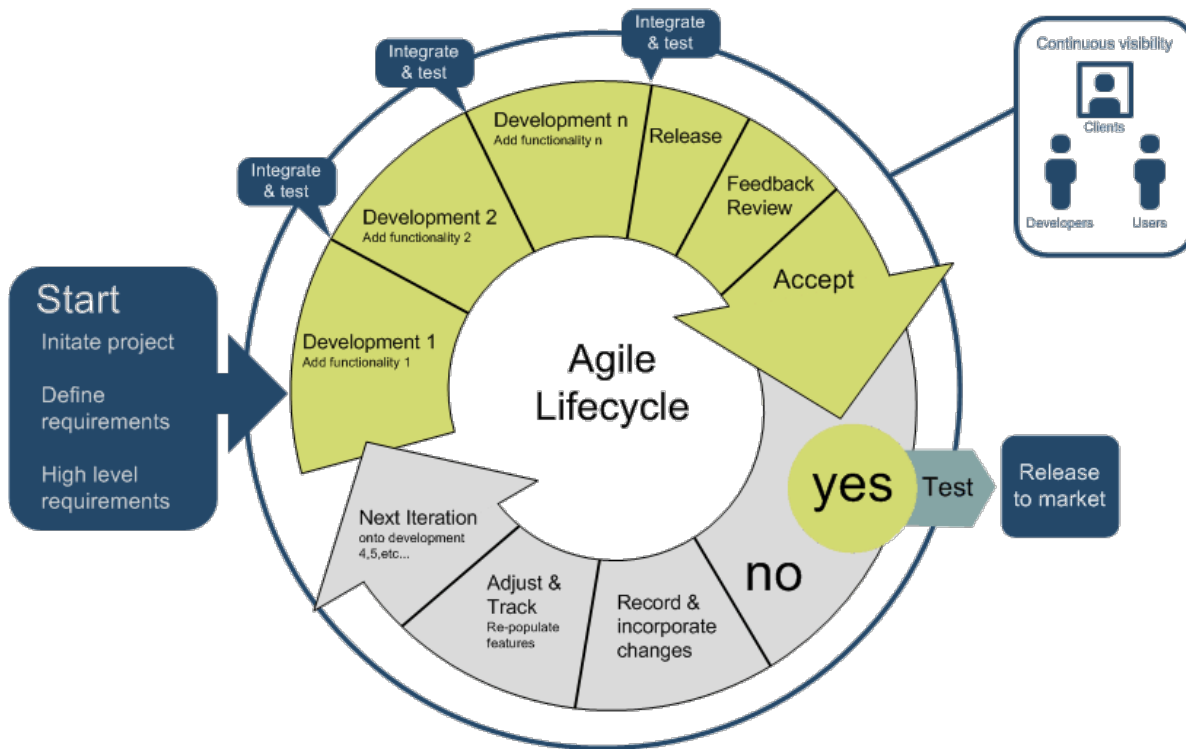 Start
Initate project
Define
requirements
High level
requirements
Integrate
& test
Integrate
& test
Integrate
& test
Development 1
Add functionality 1
Development 2
Add functionality 2
Development n
Add functionality n
Release
Feedback
Review
Accept
Agile
Lifecycle
yes
Test
Release
to market
no
Record &
incorporate
changes
Adjust &
Track
Re-populate
features
Next Iteration
onto development
4,5,etc...
Continuous visibility
Clients
Developers
Users